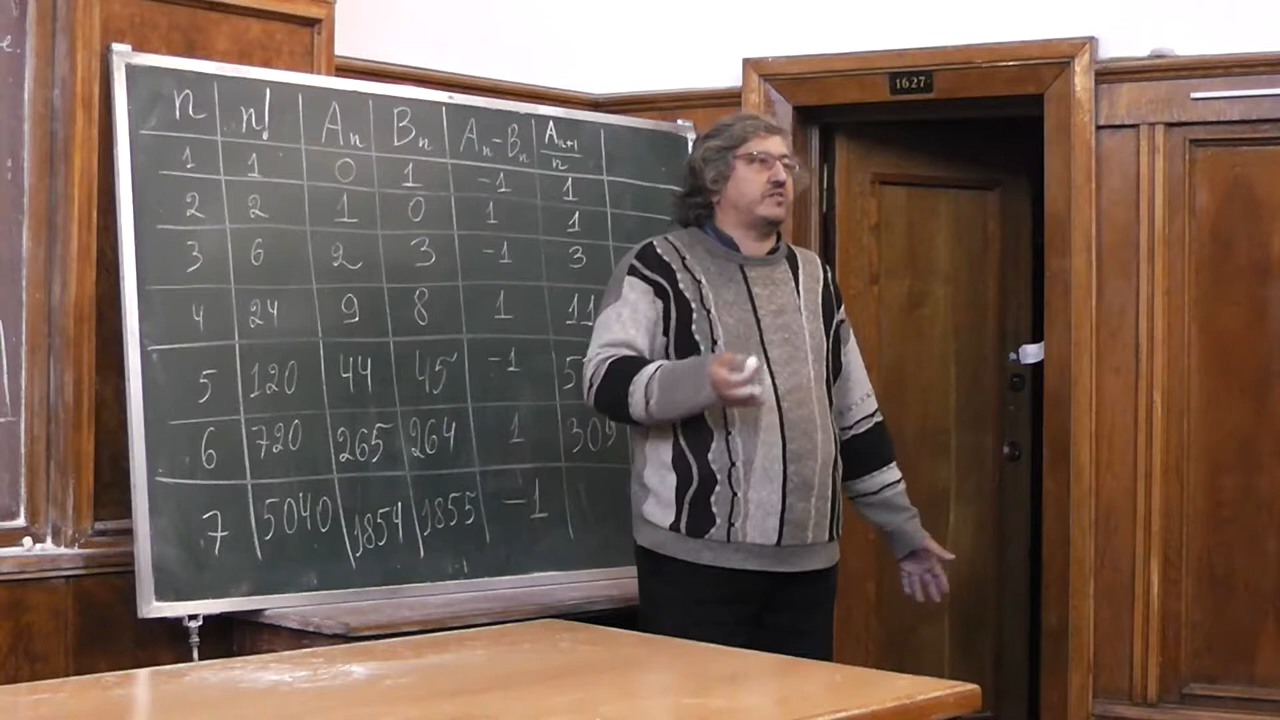 n n! Aₙ Bₙ Aₙ-Bₙ Aₙ₊₁/n
1 1 0 1 -1 1
2 2 1 0 1 1
3 6 2 3 -1 3
4 24 9 8 1 11
5 120 44 45 -1 5
6 720 265 264 1 309
7 5040 1854 1855 -1
1627